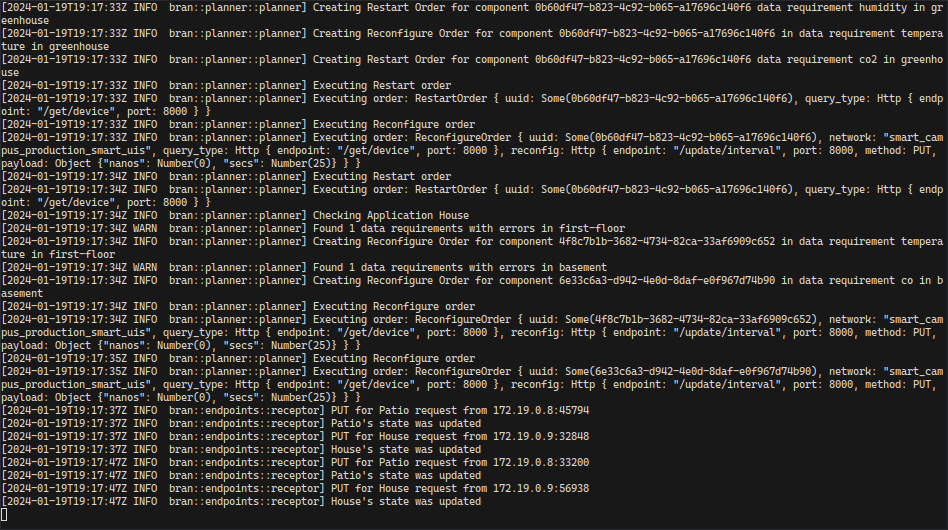 [2024-01-19T19:17:33Z INFO  bran::planner::planner] Creating Restart Order for component 0b60df47-b823-4c92-b065-a17696c140f6 data requirement humidity in gr
eenhouse
[2024-01-19T19:17:33Z INFO  bran::planner::planner] Creating Reconfigure Order for component 0b60df47-b823-4c92-b065-a17696c140f6 in data requirement tempera
ture in greenhouse
[2024-01-19T19:17:33Z INFO  bran::planner::planner] Creating Restart Order for component 0b60df47-b823-4c92-b065-a17696c140f6 data requirement co2 in greenho
use
[2024-01-19T19:17:33Z INFO  bran::planner::planner] Executing Restart order
[2024-01-19T19:17:33Z INFO  bran::planner::planner] Executing order: RestartOrder { uuid: Some(0b60df47-b823-4c92-b065-a17696c140f6), query_type: Http { endp
oint: "/get/device", port: 8000 } }
[2024-01-19T19:17:33Z INFO  bran::planner::planner] Executing Reconfigure order
[2024-01-19T19:17:33Z INFO  bran::planner::planner] Executing order: ReconfigureOrder { uuid: Some(0b60df47-b823-4c92-b065-a17696c140f6), network: "smart_cam
pus_production_smart_uis", query_type: Http { endpoint: "/get/device", port: 8000 }, reconfig: Http { endpoint: "/update/interval", port: 8000, method: PUT,
payload: Object {"nanos": Number(0), "secs": Number(25)} } }
[2024-01-19T19:17:34Z INFO  bran::planner::planner] Executing Restart order
[2024-01-19T19:17:34Z INFO  bran::planner::planner] Executing order: RestartOrder { uuid: Some(0b60df47-b823-4c92-b065-a17696c140f6), query_type: Http { endp
oint: "/get/device", port: 8000 } }
[2024-01-19T19:17:34Z INFO  bran::planner::planner] Checking Application House
[2024-01-19T19:17:34Z WARN  bran::planner::planner] Found 1 data requirements with errors in first-floor
[2024-01-19T19:17:34Z INFO  bran::planner::planner] Creating Reconfigure Order for component 4f8c7b1b-3682-4734-82ca-33af6909c652 in data requirement tempera
ture in first-floor
[2024-01-19T19:17:34Z WARN  bran::planner::planner] Found 1 data requirements with errors in basement
[2024-01-19T19:17:34Z INFO  bran::planner::planner] Creating Reconfigure Order for component 6e33c6a3-d942-4e0d-8daf-e0f967d74b90 in data requirement co in b
asement
[2024-01-19T19:17:34Z INFO  bran::planner::planner] Executing Reconfigure order
[2024-01-19T19:17:34Z INFO  bran::planner::planner] Executing order: ReconfigureOrder { uuid: Some(4f8c7b1b-3682-4734-82ca-33af6909c652), network: "smart_cam
pus_production_smart_uis", query_type: Http { endpoint: "/get/device", port: 8000 }, reconfig: Http { endpoint: "/update/interval", port: 8000, method: PUT,
payload: Object {"nanos": Number(0), "secs": Number(25)} } }
[2024-01-19T19:17:35Z INFO  bran::planner::planner] Executing Reconfigure order
[2024-01-19T19:17:35Z INFO  bran::planner::planner] Executing order: ReconfigureOrder { uuid: Some(6e33c6a3-d942-4e0d-8daf-e0f967d74b90), network: "smart_cam
pus_production_smart_uis", query_type: Http { endpoint: "/get/device", port: 8000 }, reconfig: Http { endpoint: "/update/interval", port: 8000, method: PUT,
payload: Object {"nanos": Number(0), "secs": Number(25)} } }
[2024-01-19T19:17:37Z INFO  bran::endpoints::receptor] PUT for Patio request from 172.19.0.8:45794
[2024-01-19T19:17:37Z INFO  bran::endpoints::receptor] Patio's state was updated
[2024-01-19T19:17:37Z INFO  bran::endpoints::receptor] PUT for House request from 172.19.0.9:32848
[2024-01-19T19:17:37Z INFO  bran::endpoints::receptor] House's state was updated
[2024-01-19T19:17:47Z INFO  bran::endpoints::receptor] PUT for Patio request from 172.19.0.8:33200
[2024-01-19T19:17:47Z INFO  bran::endpoints::receptor] Patio's state was updated
[2024-01-19T19:17:47Z INFO  bran::endpoints::receptor] PUT for House request from 172.19.0.9:56938
[2024-01-19T19:17:47Z INFO  bran::endpoints::receptor] House's state was updated